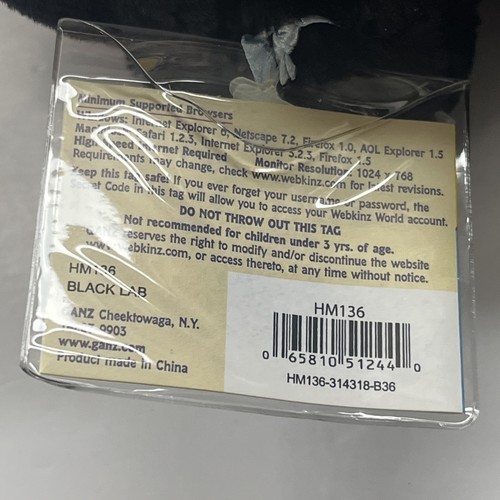 Minimum Supported Browsers
Windows: Internet Explorer 6, Netscape 7.2, Firefox 1.0, AOL Explorer 1.5
Safari 1.2.3, Internet Explorer 5.2.3, Firefox 1.5
High Speed Internet Required Monitor Resolution: 1024 x 768
Requirements may change, check www.webkinz.com for latest revisions.
Keep this tag safe! If you ever forget your username or password, the
Secret Code in this tag will allow you to access your Webkinz World account.
DO NOT THROW OUT THIS TAG
Not recommended for children under 3 yrs. of age.
reserves the right to modify and/or discontinue the website
www.webkinz.com, or access thereto, at any time without notice.
HM136
BLACK LAB
GANZ Cheektowaga, N.Y.
9903
www.ganz.com
Product made in China
HM136
0 65810 51244 0
HM136-314318-B36